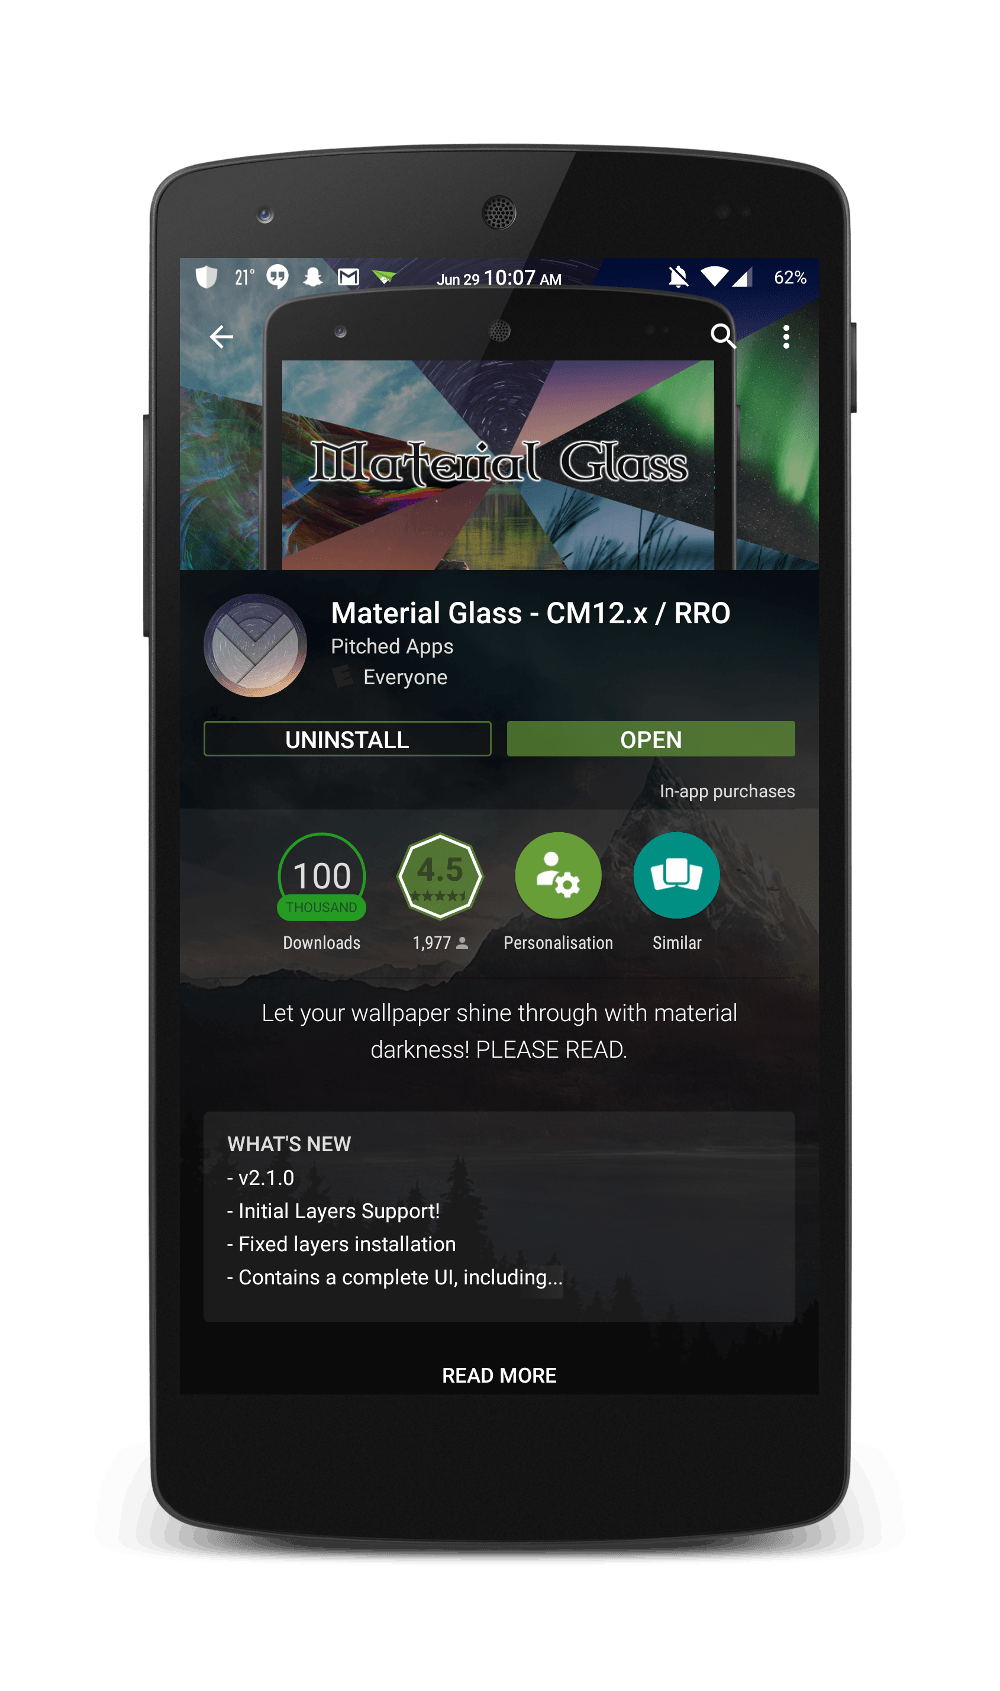 21° Jun 29 10:07 AM 62%
Material Glass
Material Glass - CM12.x / RRO
Pitched Apps
E Everyone
UNINSTALL OPEN
In-app purchases
100 4.5
THOUSAND
Downloads 1,977 Personalisation Similar
Let your wallpaper shine through with material
darkness! PLEASE READ.
WHAT'S NEW
- v2.1.0
- Initial Layers Support!
- Fixed layers installation
- Contains a complete UI, including...
READ MORE